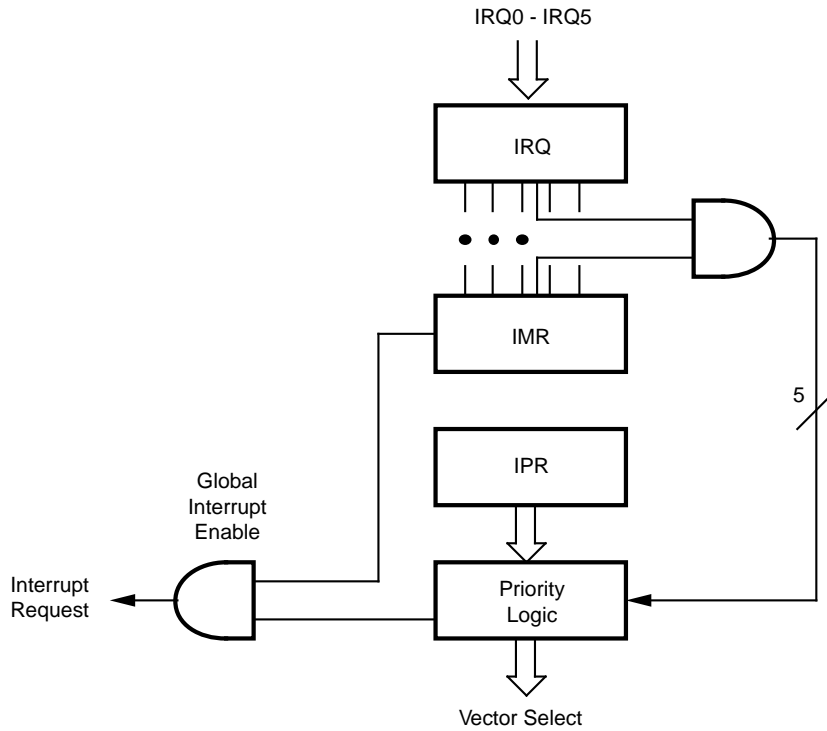 IRQ0 - IRQ5
IRQ
IMR
5
IPR
Global
Interrupt
Enable
Interrupt
Request
Priority
Logic
Vector Select